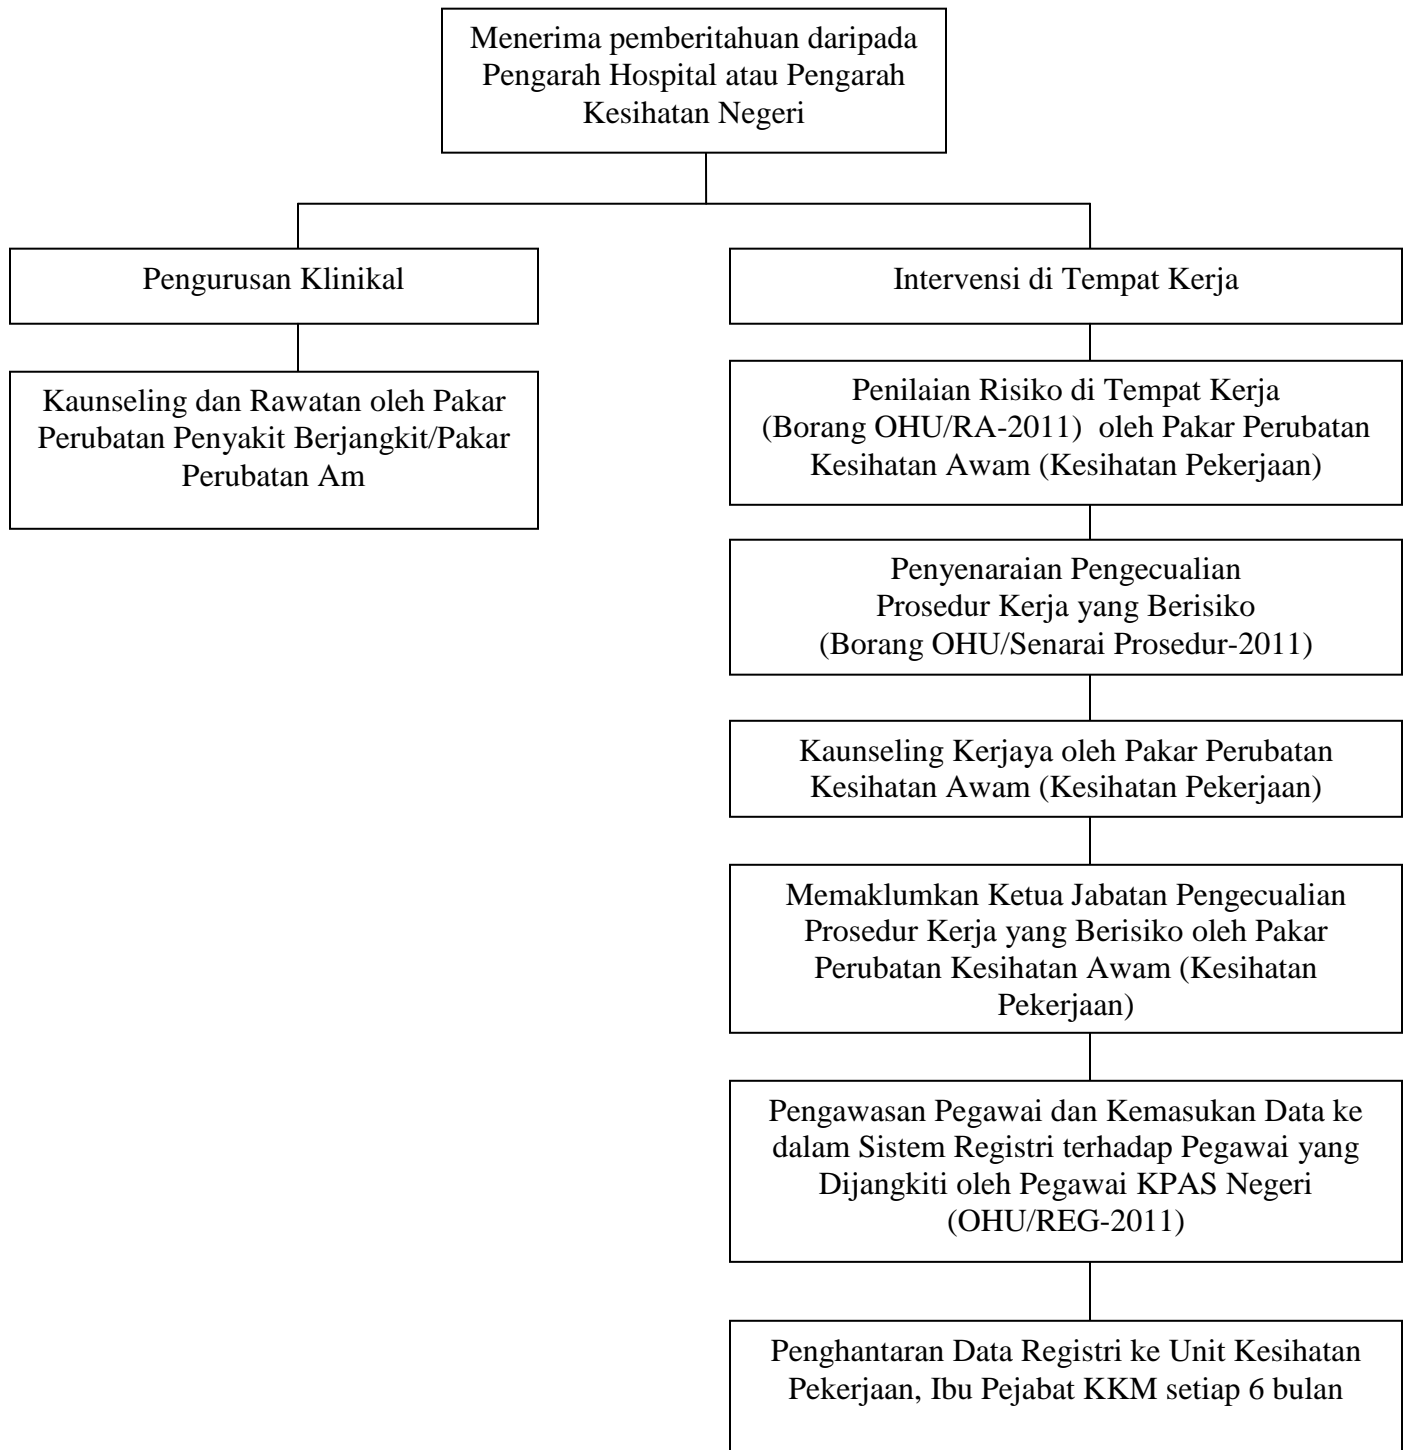 Menerima pemberitahuan daripada
Pengarah Hospital atau Pengarah
Kesihatan Negeri
Pengurusan Klinikal
Kaunseling dan Rawatan oleh Pakar
Perubatan Penyakit Berjangkit/Pakar
Perubatan Am
Intervensi di Tempat Kerja
Penilaian Risiko di Tempat Kerja
(Borang OHU/RA-2011) oleh Pakar Perubatan
Kesihatan Awam (Kesihatan Pekerjaan)
Penyenaraian Pengecualian
Prosedur Kerja yang Berisiko
(Borang OHU/Senarai Prosedur-2011)
Kaunseling Kerjaya oleh Pakar Perubatan
Kesihatan Awam (Kesihatan Pekerjaan)
Memaklumkan Ketua Jabatan Pengecualian
Prosedur Kerja yang Berisiko oleh Pakar
Perubatan Kesihatan Awam (Kesihatan
Pekerjaan)
Pengawasan Pegawai dan Kemasukan Data ke
dalam Sistem Registri terhadap Pegawai yang
Dijangkiti oleh Pegawai KPAS Negeri
(OHU/REG-2011)
Penghantaran Data Registri ke Unit Kesihatan
Pekerjaan, Ibu Pejabat KKM setiap 6 bulan